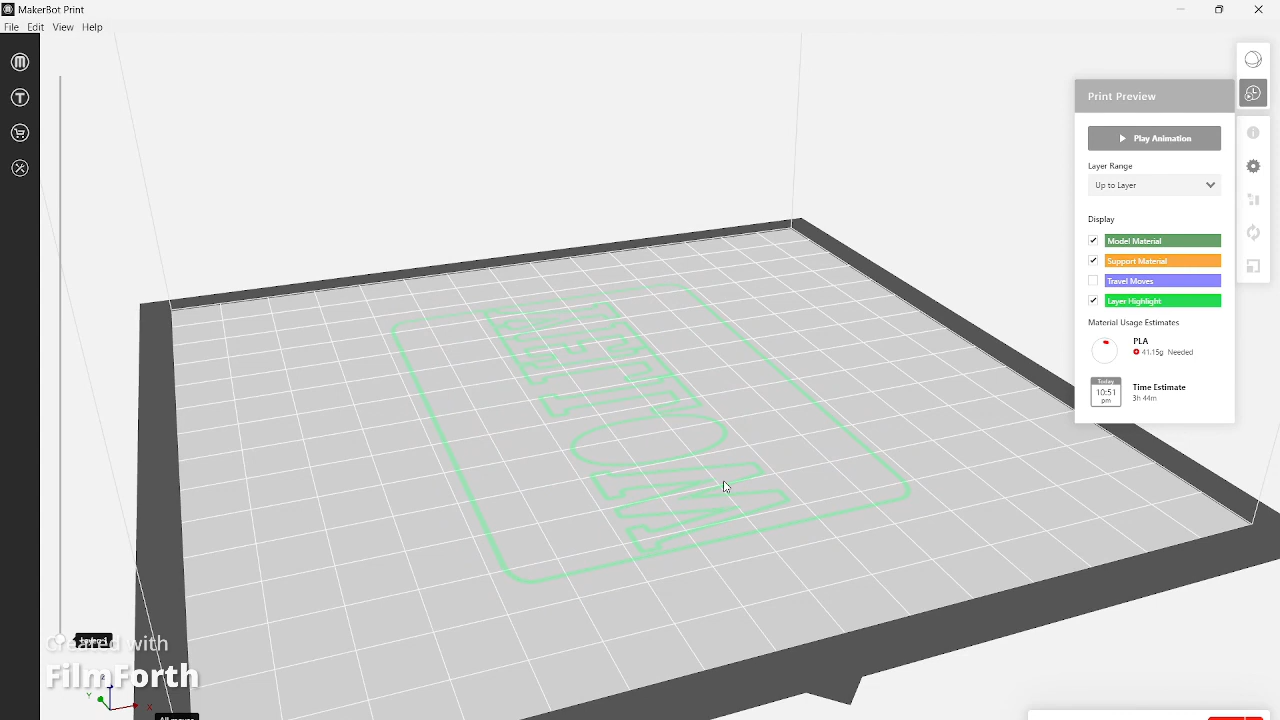 MakerBot Print
File Edit View Help
Print Preview
Play Animation
Layer Range
Up to Layer
Display
Model Material
Support Material
Travel Moves
Layer Highlight
Material Usage Estimates
PLA
41.15g Needed
Today
10:51
pm
Time Estimate
3h 44m
Created with
FilmForth
Z
Y
X
All moves